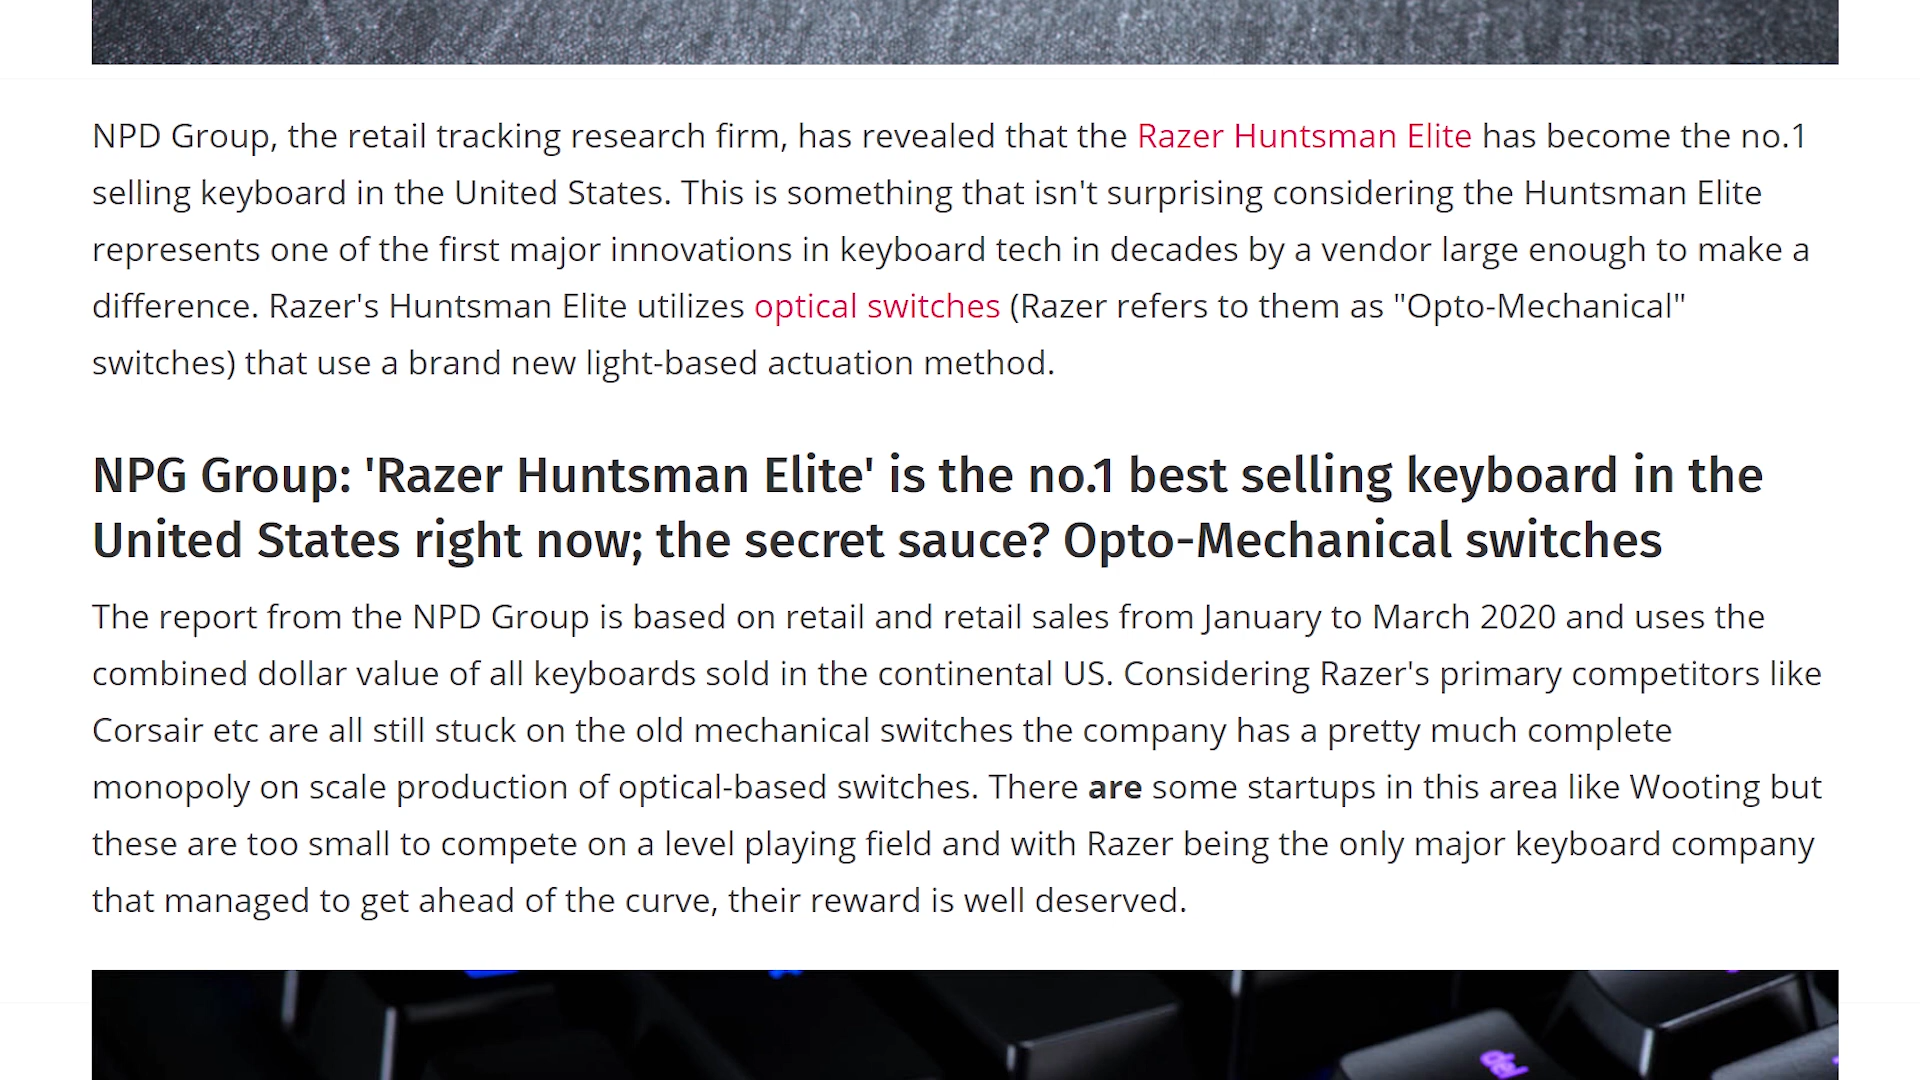 NPD Group, the retail tracking research firm, has revealed that the Razer Huntsman Elite has become the no.1
selling keyboard in the United States. This is something that isn't surprising considering the Huntsman Elite
represents one of the first major innovations in keyboard tech in decades by a vendor large enough to make a
difference. Razer's Huntsman Elite utilizes optical switches (Razer refers to them as "Opto-Mechanical"
switches) that use a brand new light-based actuation method.
NPG Group: 'Razer Huntsman Elite' is the no.1 best selling keyboard in the
United States right now; the secret sauce? Opto-Mechanical switches
The report from the NPD Group is based on retail and retail sales from January to March 2020 and uses the
combined dollar value of all keyboards sold in the continental US. Considering Razer's primary competitors like
Corsair etc are all still stuck on the old mechanical switches the company has a pretty much complete
monopoly on scale production of optical-based switches. There are some startups in this area like Wooting but
these are too small to compete on a level playing field and with Razer being the only major keyboard company
that managed to get ahead of the curve, their reward is well deserved.
del